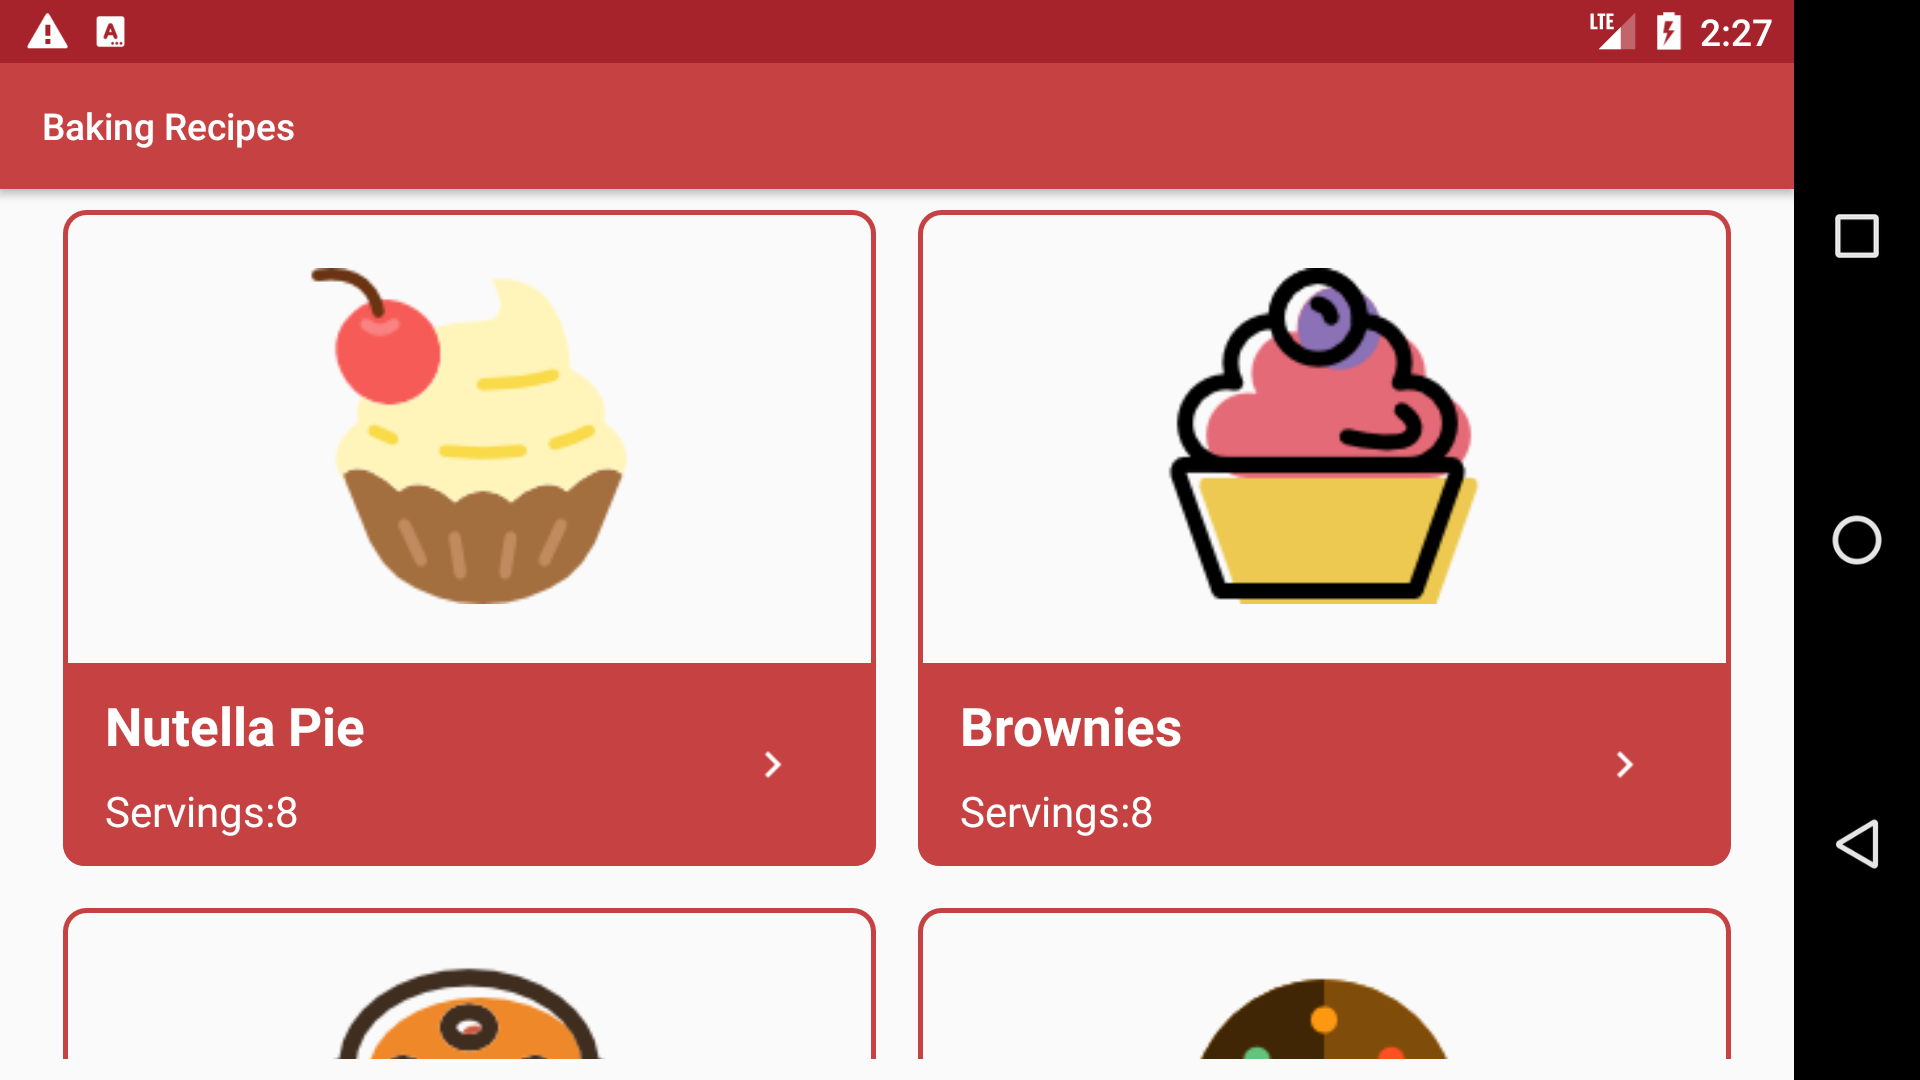 LTE 2:27
Baking Recipes
Nutella Pie
Servings:8
Brownies
Servings:8